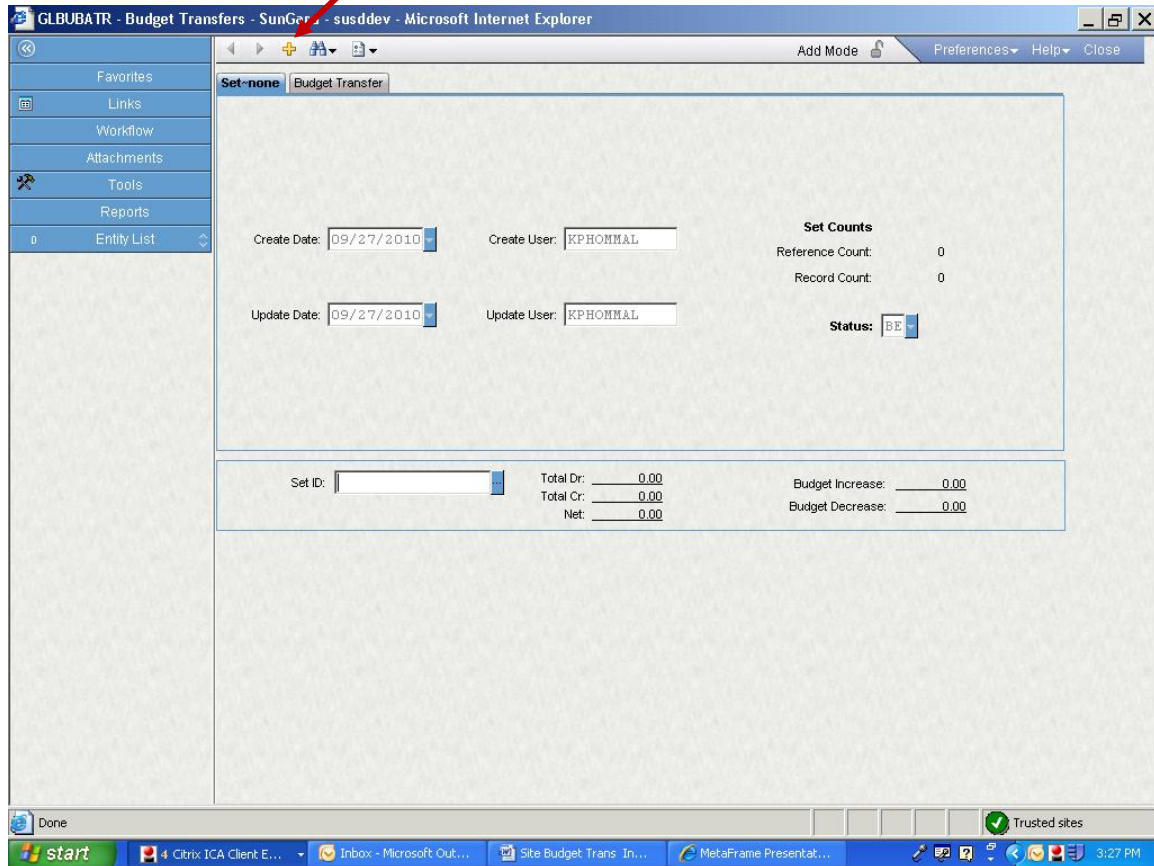 GLBUBATR - Budget Transfers - SunGard - susddev - Microsoft Internet Explorer
Add Mode Preferences Help Close
Favorites
Links
Workflow
Attachments
Tools
Reports
Entity List
Set~none Budget Transfer
Create Date: 09/27/2010 Create User: KPHOMMAL
Set Counts
Reference Count: 0
Record Count: 0
Update Date: 09/27/2010 Update User: KPHOMMAL
Status: BE
Set ID: ...
Total Dr: 0.00
Total Cr: 0.00
Net: 0.00
Budget Increase: 0.00
Budget Decrease: 0.00
Done Trusted sites
start 4 Citrix ICA Client E... Inbox - Microsoft Out... Site Budget Trans In... MetaFrame Presentat... 3:27 PM